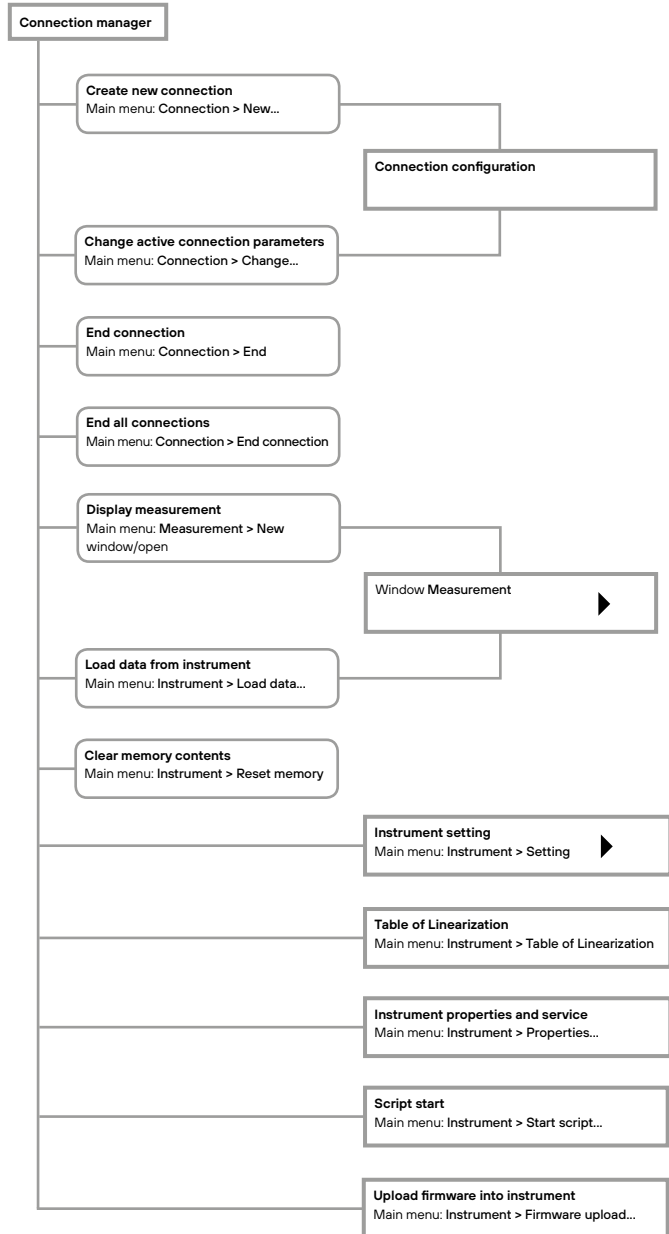 Connection manager
Create new connection
Main menu: Connection > New...
Connection configuration
Change active connection parameters
Main menu: Connection > Change...
End connection
Main menu: Connection > End
End all connections
Main menu: Connection > End connection
Display measurement
Main menu: Measurement > New
window/open
Window Measurement
Load data from instrument
Main menu: Instrument > Load data...
Clear memory contents
Main menu: Instrument > Reset memory
Instrument setting
Main menu: Instrument > Setting
Table of Linearization
Main menu: Instrument > Table of Linearization
Instrument properties and service
Main menu: Instrument > Properties...
Script start
Main menu: Instrument > Start script...
Upload firmware into instrument
Main menu: Instrument > Firmware upload...